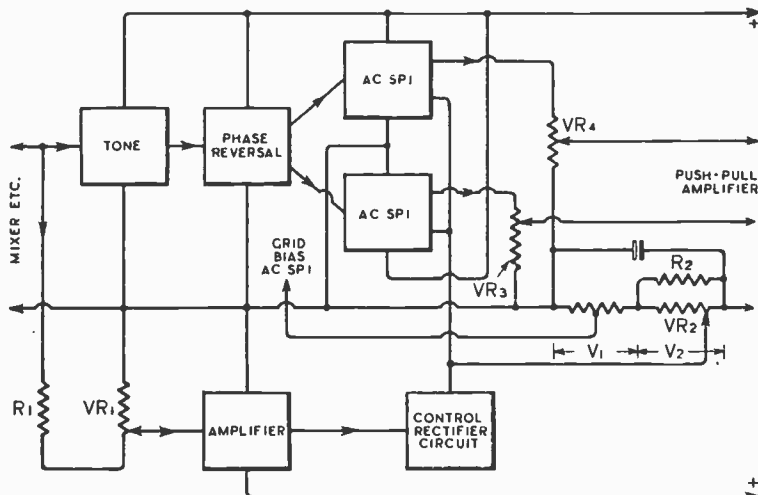 +
AC SP1
TONE
PHASE
REVERSAL
VR4
MIXER ETC.
PUSH-PULL
AMPLIFIER
AC SP1
GRID
BIAS
AC SP1
VR3
R2
VR2
V1
V2
R1
VR1
AMPLIFIER
CONTROL
RECTIFIER
CIRCUIT
+